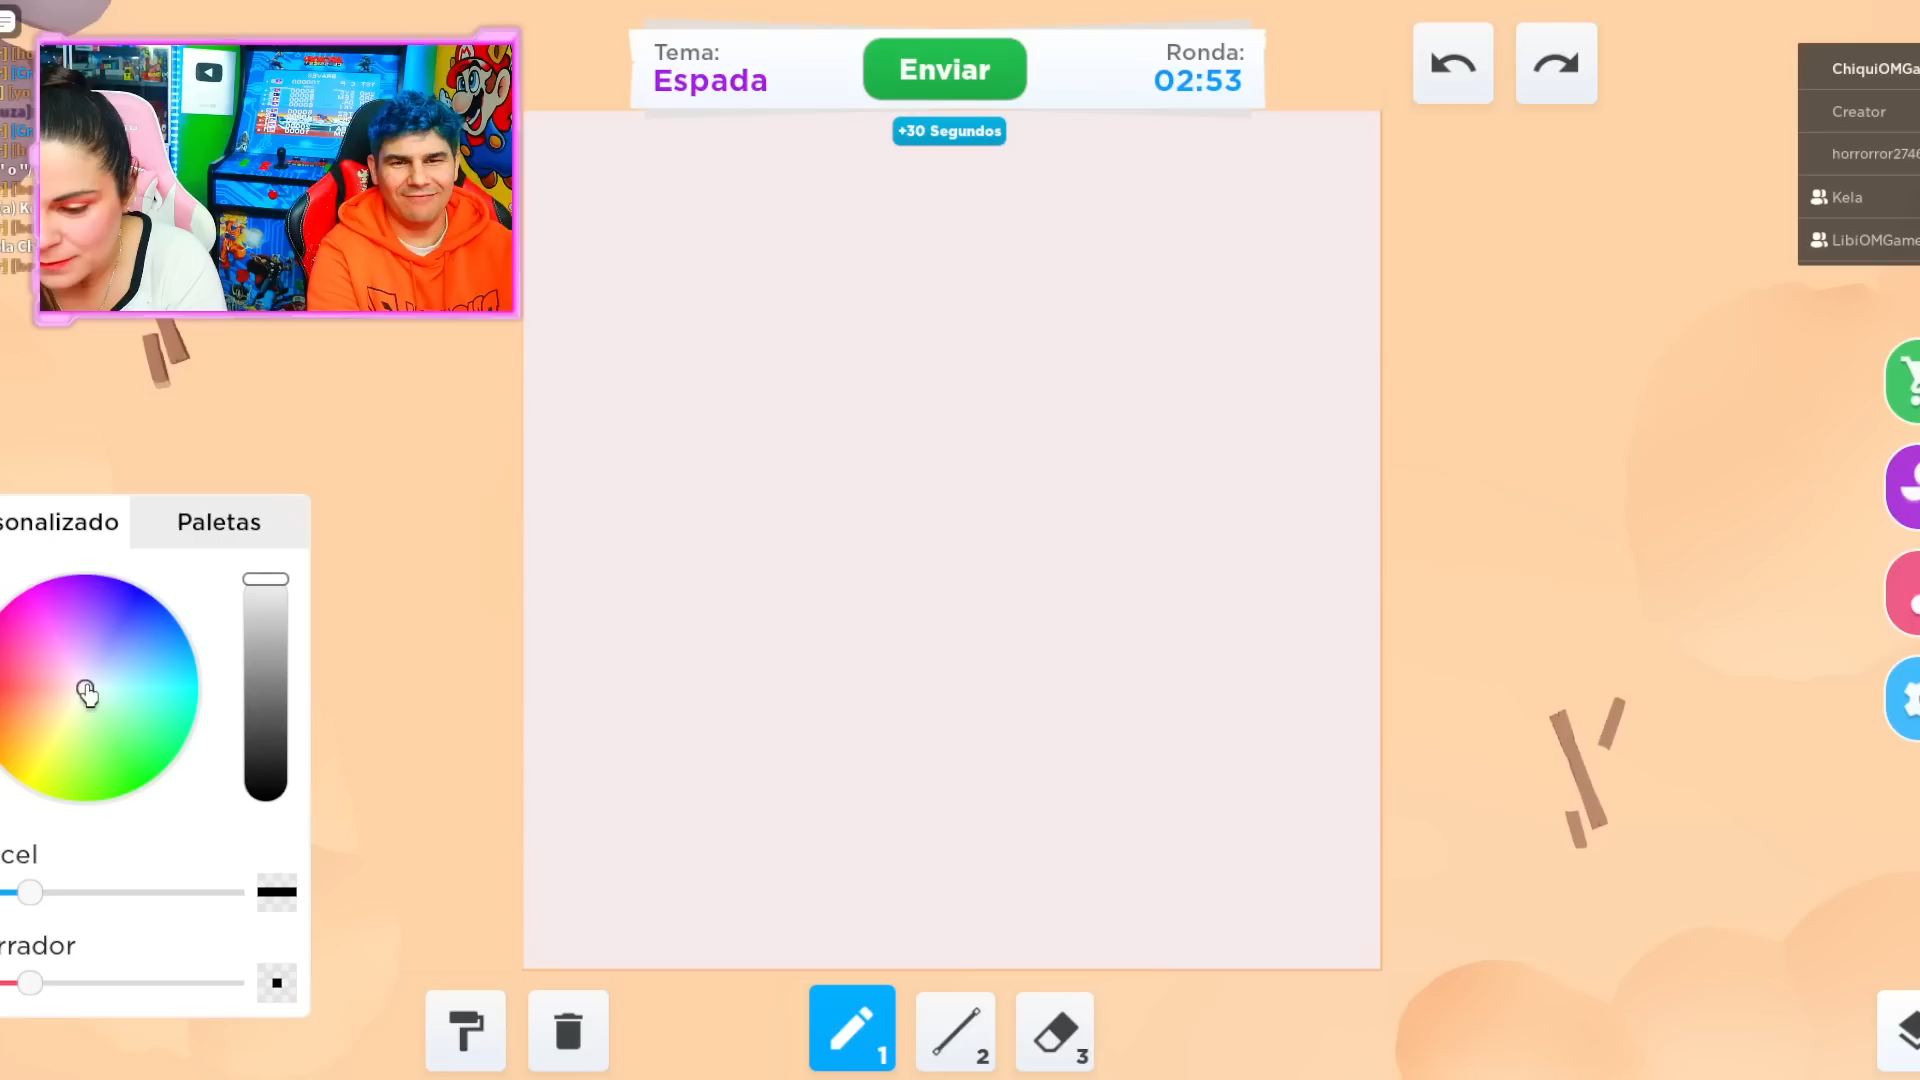 Tema:
Espada
Enviar
Ronda:
02:53
+30 Segundos
ChiquiOMGa
Creator
horrorror2746
Kela
LibiOMGame
sonalizado
Paletas
cel
rrador
1
2
3